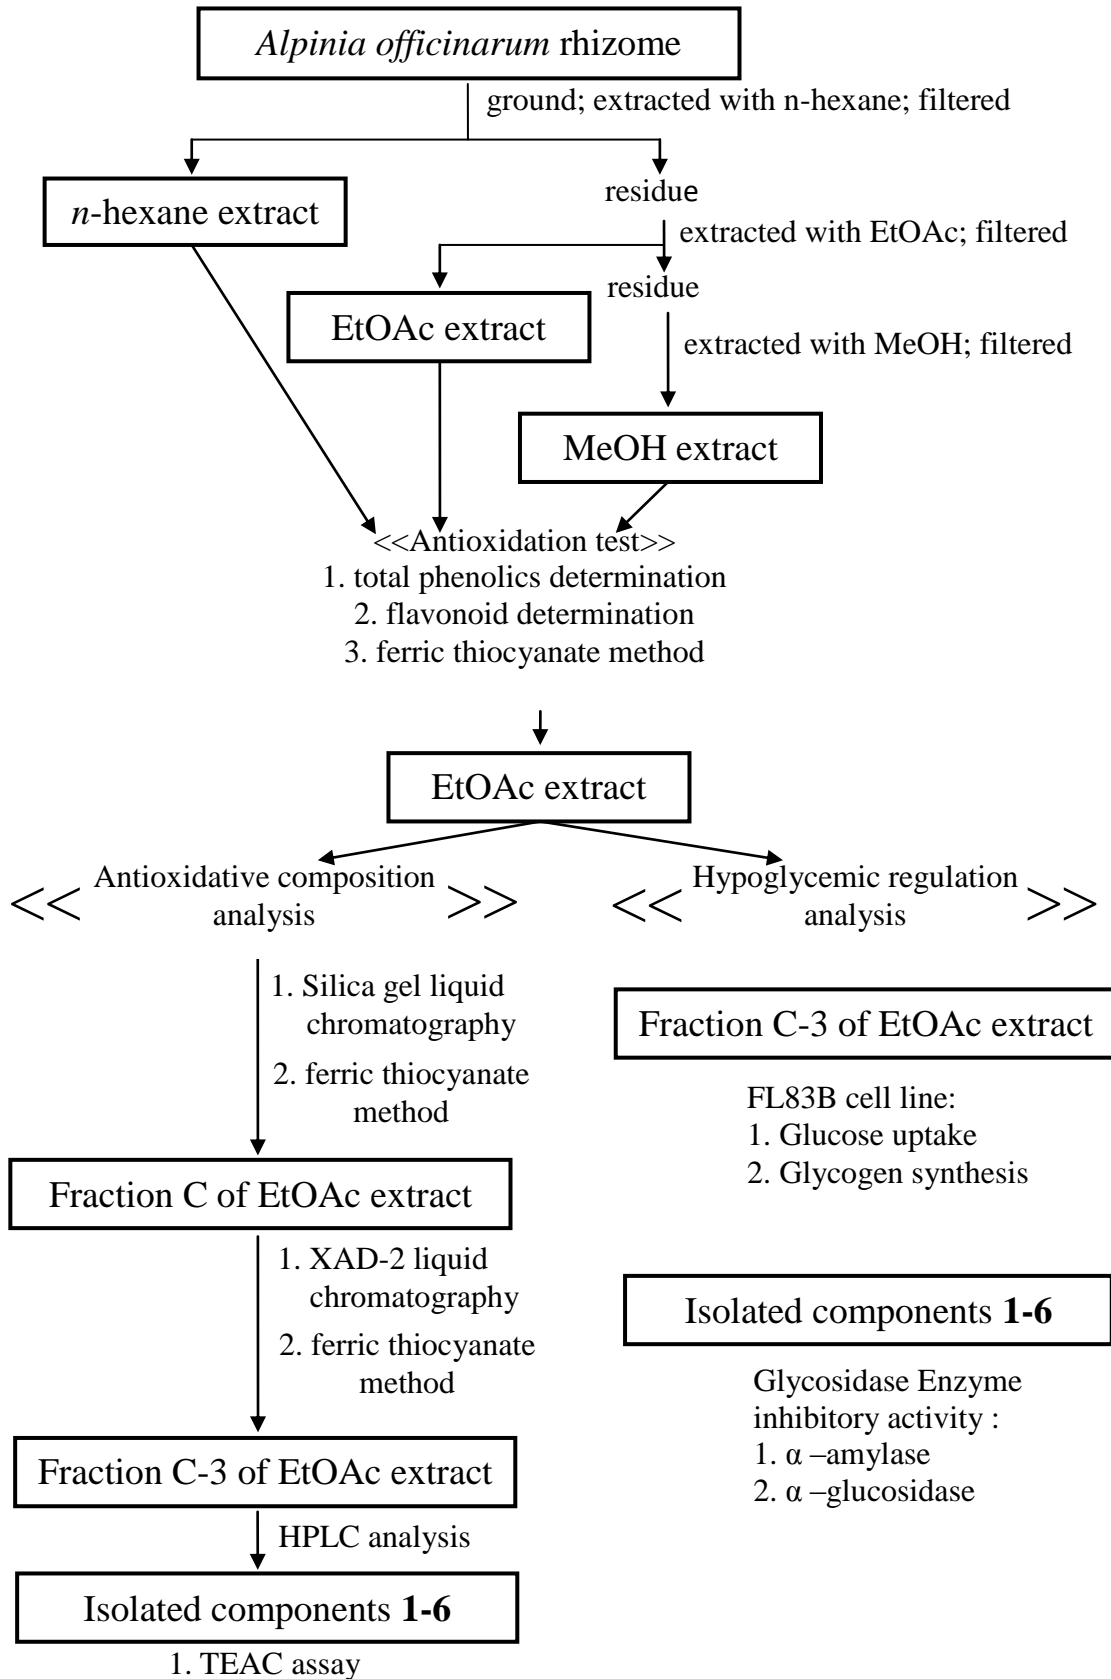 Alpinia officinarum rhizome
ground; extracted with n-hexane; filtered
n-hexane extract
residue
extracted with EtOAc; filtered
EtOAc extract
residue
extracted with MeOH; filtered
MeOH extract
<<Antioxidation test>>
1. total phenolics determination
2. flavonoid determination
3. ferric thiocyanate method
EtOAc extract
<< Antioxidative composition >>
analysis
<< Hypoglycemic regulation >>
analysis
1. Silica gel liquid
chromatography
2. ferric thiocyanate
method
Fraction C of EtOAc extract
1. XAD-2 liquid
chromatography
2. ferric thiocyanate
method
Fraction C-3 of EtOAc extract
HPLC analysis
Isolated components 1-6
1. TEAC assay
Fraction C-3 of EtOAc extract
FL83B cell line:
1. Glucose uptake
2. Glycogen synthesis
Isolated components 1-6
Glycosidase Enzyme
inhibitory activity :
1. α –amylase
2. α –glucosidase